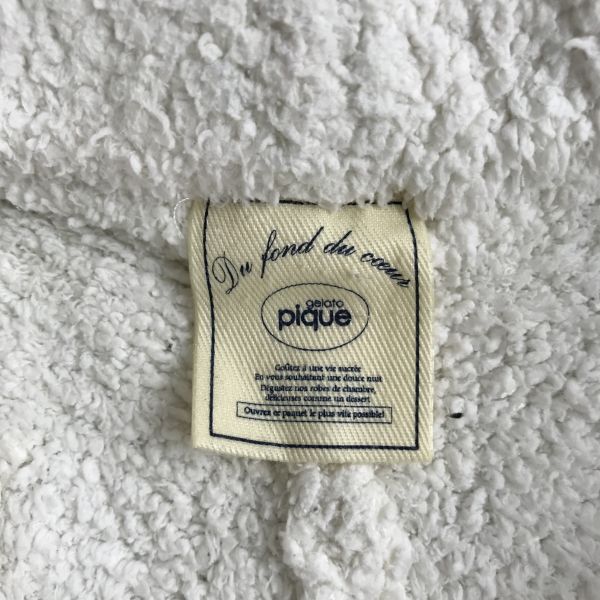 Du fond du cœur
gelato
pique
Goûtez à une vie sucrée
En vous souhaitant une douce nuit
Dégustez nos robes de chambre,
délicieuses comme un dessert
Ouvrez ce paquet le plus vite possible!